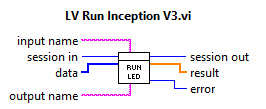 LV Run Inception V3.vi
input name
session in
data
output name
RUN
LED
session out
result
error